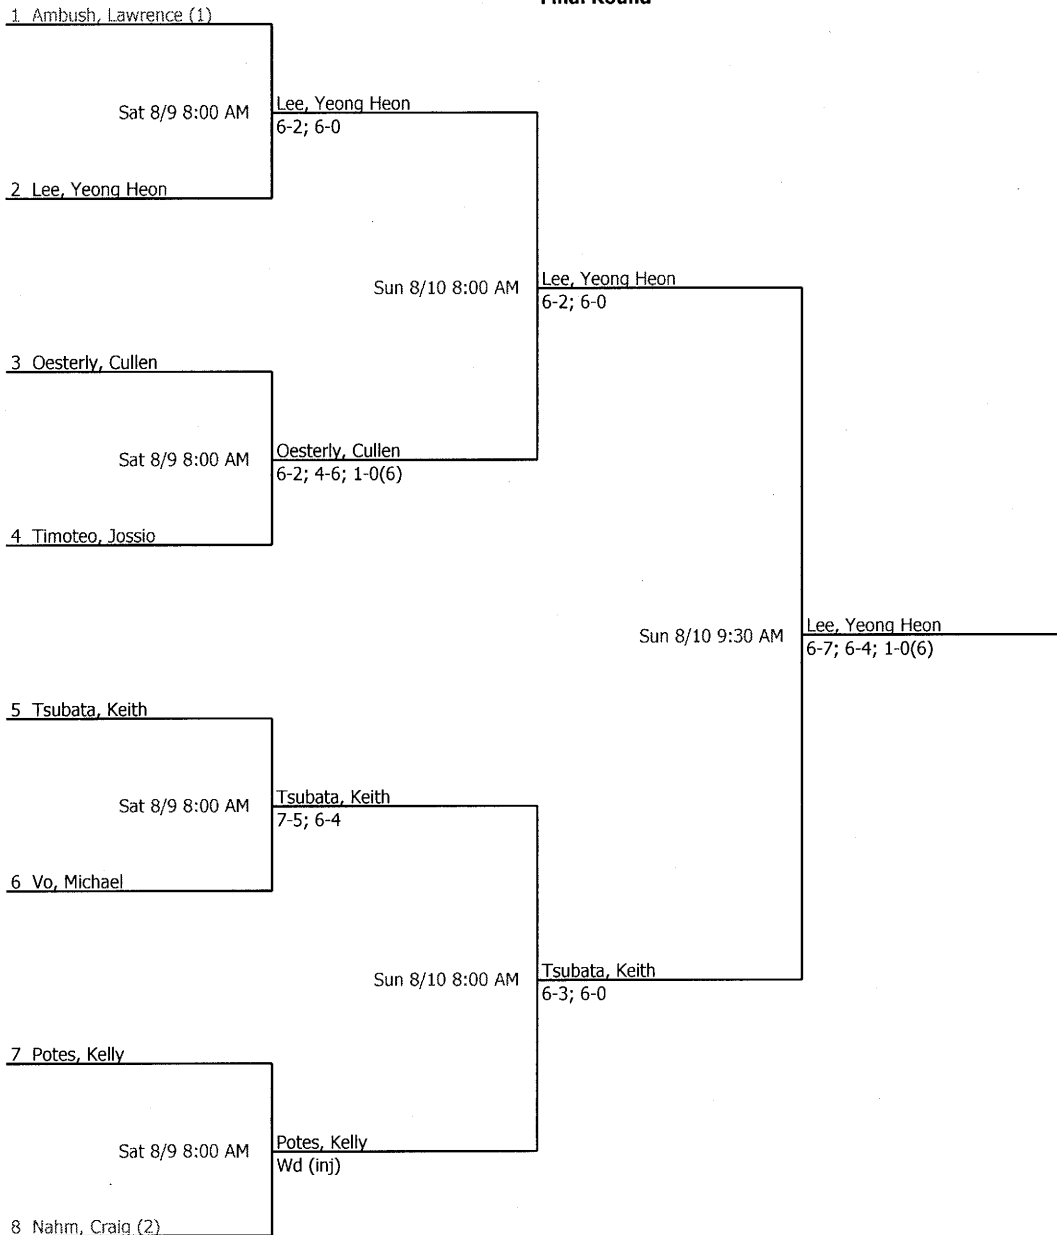 Final Round
1 Ambush, Lawrence (1)
Sat 8/9 8:00 AM
Lee, Yeong Heon
6-2; 6-0
2 Lee, Yeong Heon
Sun 8/10 8:00 AM
Lee, Yeong Heon
6-2; 6-0
3 Oesterly, Cullen
Sat 8/9 8:00 AM
Oesterly, Cullen
6-2; 4-6; 1-0(6)
4 Timoteo, Jossio
Sun 8/10 9:30 AM
Lee, Yeong Heon
6-7; 6-4; 1-0(6)
5 Tsubata, Keith
Sat 8/9 8:00 AM
Tsubata, Keith
7-5; 6-4
6 Vo, Michael
Sun 8/10 8:00 AM
Tsubata, Keith
6-3; 6-0
7 Potes, Kelly
Sat 8/9 8:00 AM
Potes, Kelly
Wd (inj)
8 Nahm, Craig (2)